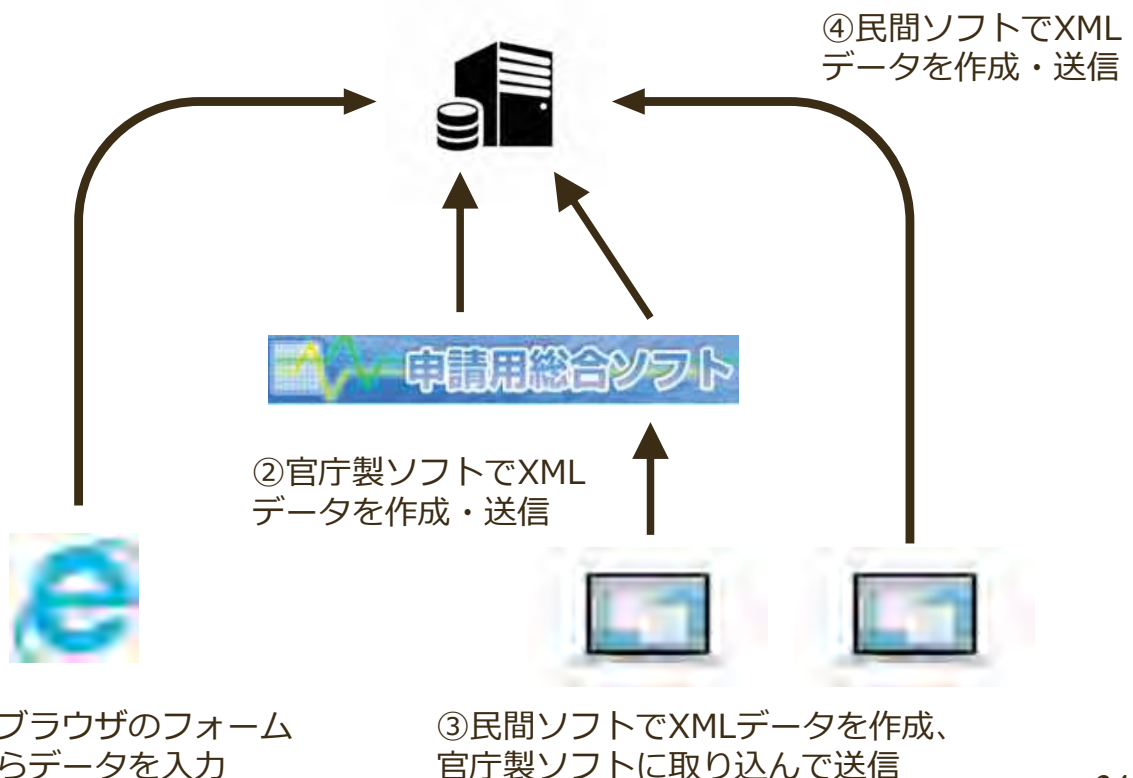 ④民間ソフトでXML
データを作成・送信
申請用総合ソフト
②官庁製ソフトでXML
データを作成・送信
ブラウザのフォーム
らデータを入力
③民間ソフトでXMLデータを作成、
官庁製ソフトに取り込んで送信